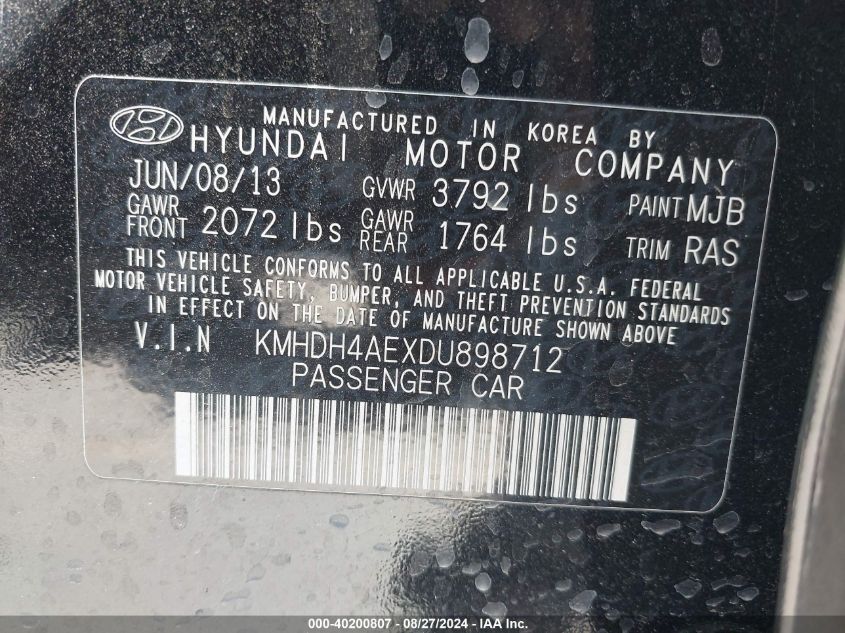 MANUFACTURED IN KOREA BY
HYUNDAI MOTOR COMPANY
JUN/08/13 GVWR 3792 lbs PAINT MJB
GAWR FRONT 2072 lbs GAWR REAR 1764 lbs TRIM RAS
THIS VEHICLE CONFORMS TO ALL APPLICABLE U.S.A. FEDERAL
MOTOR VEHICLE SAFETY, BUMPER, AND THEFT PREVENTION STANDARDS
IN EFFECT ON THE DATE OF MANUFACTURE SHOWN ABOVE
V.I.N KMHDH4AEXDU898712
PASSENGER CAR
000-40200807 - 08/27/2024 - IAA Inc.